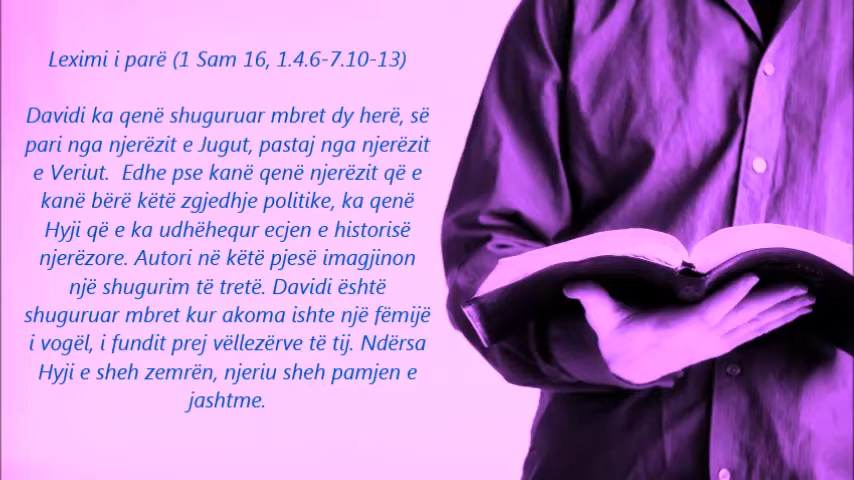 Leximi i parë (1 Sam 16, 1.4.6-7.10-13)
Davidi ka qenë shuguruar mbret dy herë, së
pari nga njerëzit e Jugut, pastaj nga njerëzit
e Veriut. Edhe pse kanë qenë njerëzit që e
kanë bërë këtë zgjedhje politike, ka qenë
Hyji që e ka udhëhequr ecjen e historisë
njerëzore. Autori në këtë pjesë imagjinon
një shugurim të tretë. Davidi është
shuguruar mbret kur akoma ishte një fëmijë
i vogël, i fundit prej vëllezërve të tij. Ndërsa
Hyji e sheh zemrën, njeriu sheh pamjen e
jashtme.